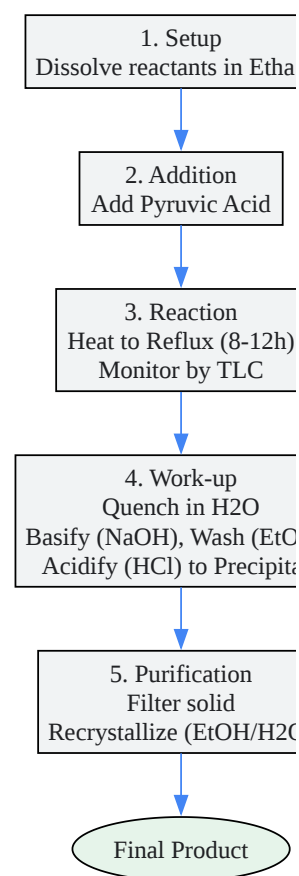 1. Setup
Dissolve reactants in Etha
2. Addition
Add Pyruvic Acid
3. Reaction
Heat to Reflux (8-12h)
Monitor by TLC
4. Work-up
Quench in H2O
Basify (NaOH), Wash (EtO
Acidify (HCl) to Precipita
5. Purification
Filter solid
Recrystallize (EtOH/H2O
Final Product